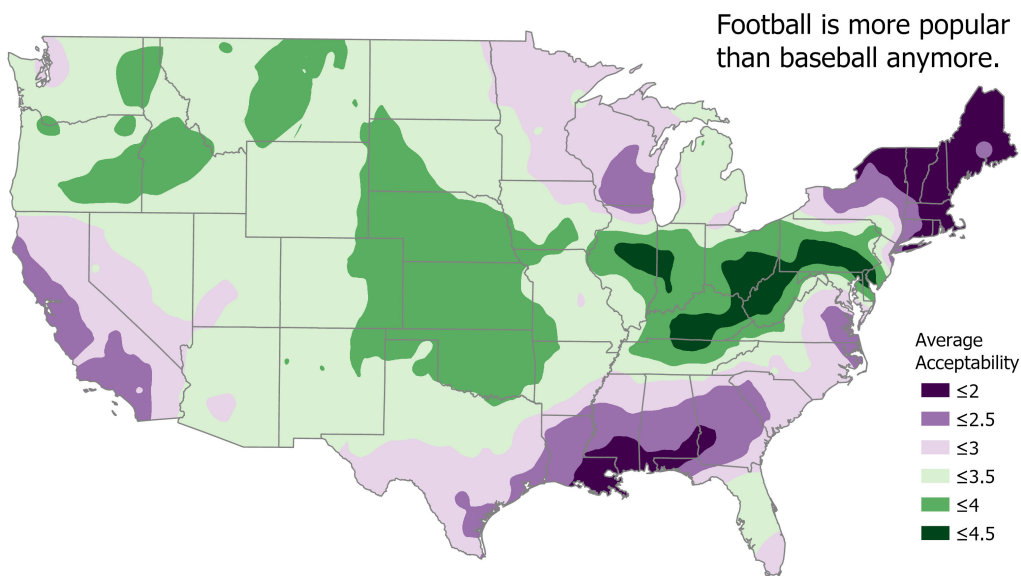 Football is more popular
than baseball anymore.
Average
Acceptability
≤2
≤2.5
≤3
≤3.5
≤4
≤4.5